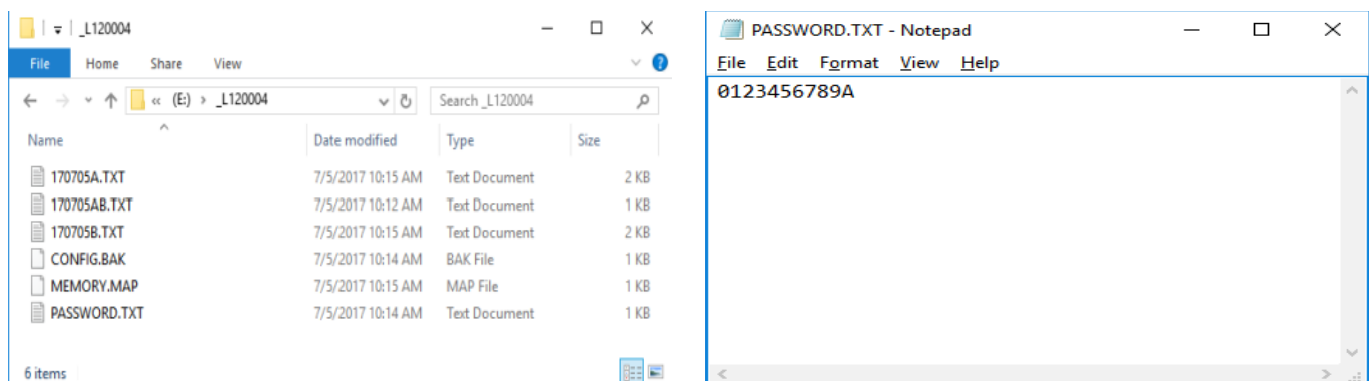 _L120004
File Home Share View
« (E:) › _L120004 Search _L120004
Name Date modified Type Size
170705A.TXT 7/5/2017 10:15 AM Text Document 2 KB
170705AB.TXT 7/5/2017 10:12 AM Text Document 1 KB
170705B.TXT 7/5/2017 10:15 AM Text Document 2 KB
CONFIG.BAK 7/5/2017 10:14 AM BAK File 1 KB
MEMORY.MAP 7/5/2017 10:15 AM MAP File 1 KB
PASSWORD.TXT 7/5/2017 10:14 AM Text Document 1 KB
6 items
PASSWORD.TXT - Notepad
File Edit Format View Help
0123456789A